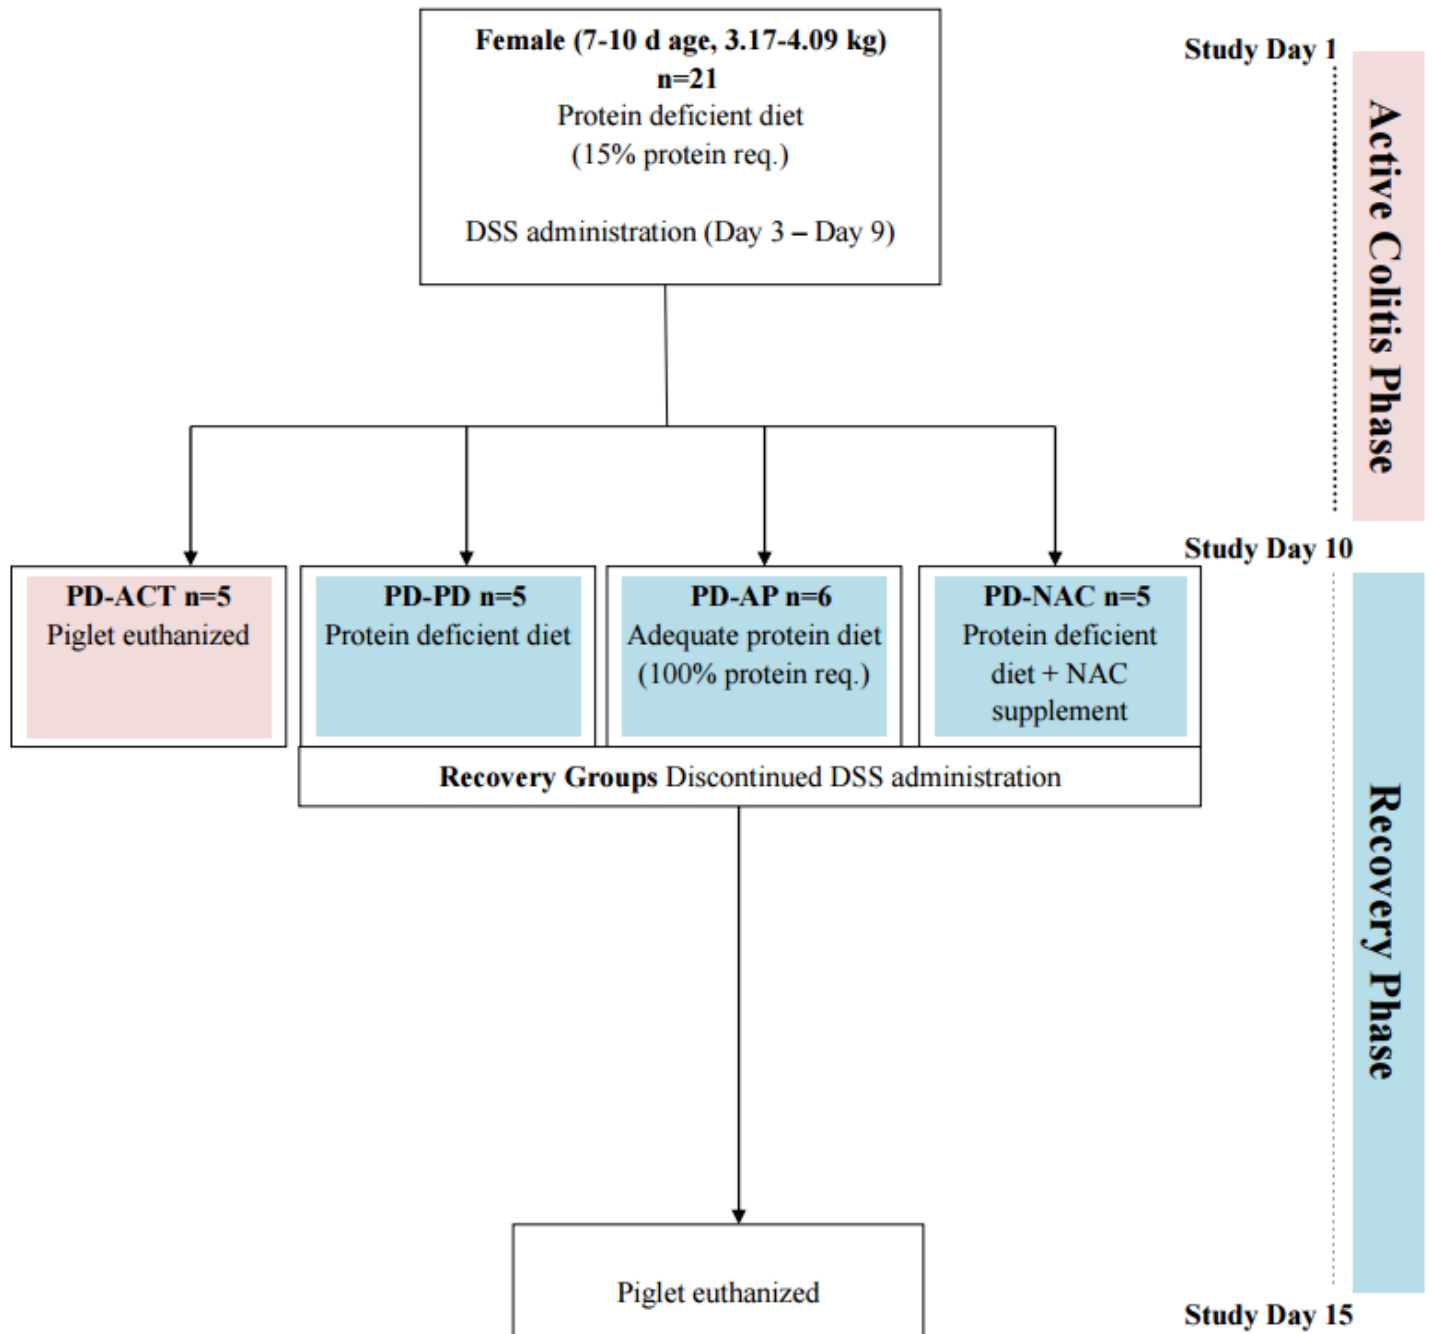 Female (7-10 d age, 3.17-4.09 kg)
n=21
Protein deficient diet
(15% protein req.)
DSS administration (Day 3 – Day 9)
Study Day 1
Active Colitis Phase
Study Day 10
PD-ACT n=5
Piglet euthanized
PD-PD n=5
Protein deficient diet
PD-AP n=6
Adequate protein diet
(100% protein req.)
PD-NAC n=5
Protein deficient
diet + NAC
supplement
Recovery Groups Discontinued DSS administration
Recovery Phase
Piglet euthanized
Study Day 15